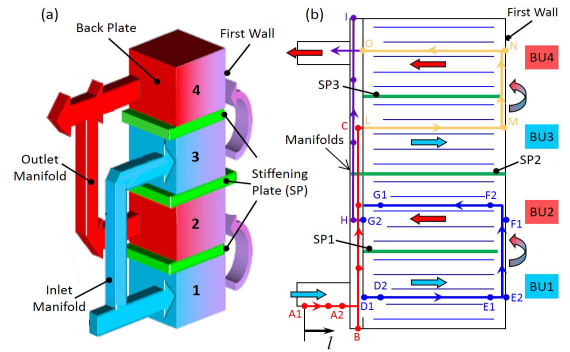 (a)
Back Plate
First Wall
4
3
2
1
Stiffening
Plate (SP)
Outlet
Manifold
Inlet
Manifold
(b)
First Wall
I
O
N
BU4
SP3
C
L
M
BU3
Manifolds
SP2
G1
F2
BU2
H
G2
F1
SP1
BU1
D2
D1
E1
E2
A1
A2
B
l